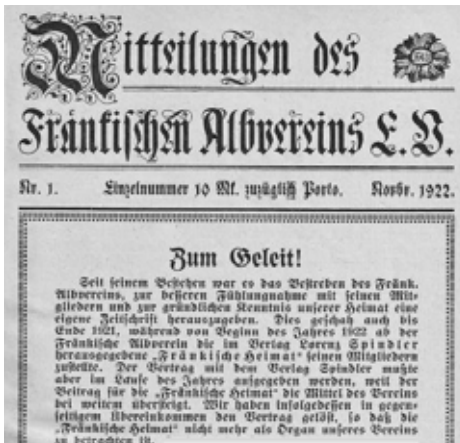 Mitteilungen des
Fränkischen Albvereins E. V.
Nr. 1. Einzelnummer 10 Mk. zuzüglich Porto. Novbr. 1922.
Zum Geleit!
Seit seinem Bestehen war es das Bestreben des Fränk.
Albvereins, zur besseren Fühlungnahme mit seinen Mit-
gliedern und zur gründlichen Kenntnis unserer Heimat eine
eigene Zeitschrift herauszugeben. Dies geschah auch bis
Ende 1921, während von Beginn des Jahres 1922 ab der
Fränkische Albverein die im Verlag Lorenz Spindler
herausgegebene „Fränkische Heimat“ seinen Mitgliedern
zustellte. Der Vertrag mit dem Verlag Spindler mußte
aber im Laufe des Jahres aufgegeben werden, weil der
Beitrag für die „Fränkische Heimat“ die Mittel des Vereins
bei weitem übersteigt. Wir haben infolgedessen in gegen-
seitigem Übereinkommen den Vertrag gelöst, so daß die
„Fränkische Heimat“ nicht mehr als Organ unseres Vereins
zu betrachten ist.